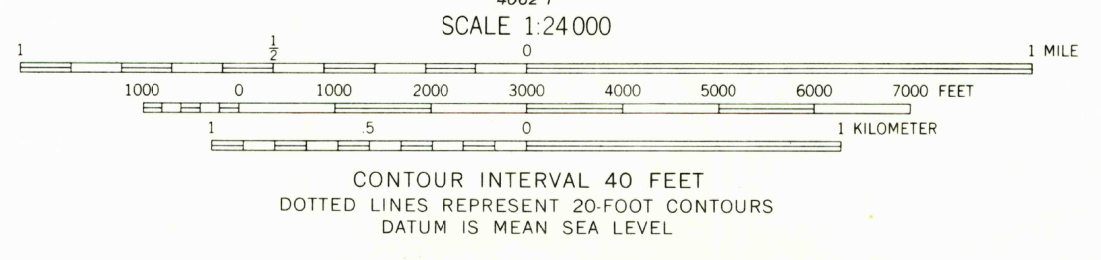 SCALE 1:24 000
1 1/2 0 1 MILE
1000 0 1000 2000 3000 4000 5000 6000 7000 FEET
1 .5 0 1 KILOMETER
CONTOUR INTERVAL 40 FEET
DOTTED LINES REPRESENT 20-FOOT CONTOURS
DATUM IS MEAN SEA LEVEL